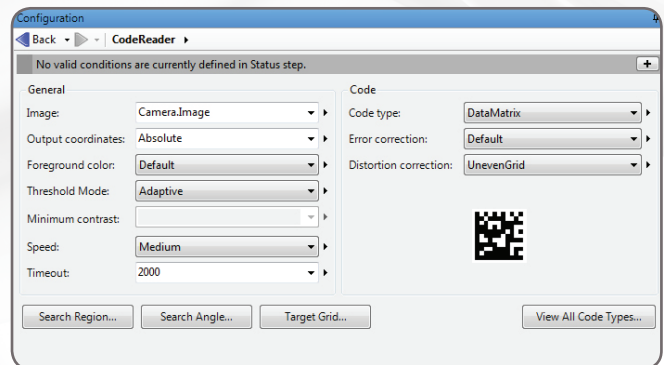 Configuration
Back CodeReader
No valid conditions are currently defined in Status step. +
General
Image: Camera.Image
Output coordinates: Absolute
Foreground color: Default
Threshold Mode: Adaptive
Minimum contrast:
Speed: Medium
Timeout: 2000
Code
Code type: DataMatrix
Error correction: Default
Distortion correction: UnevenGrid
Search Region... Search Angle... Target Grid... View All Code Types...